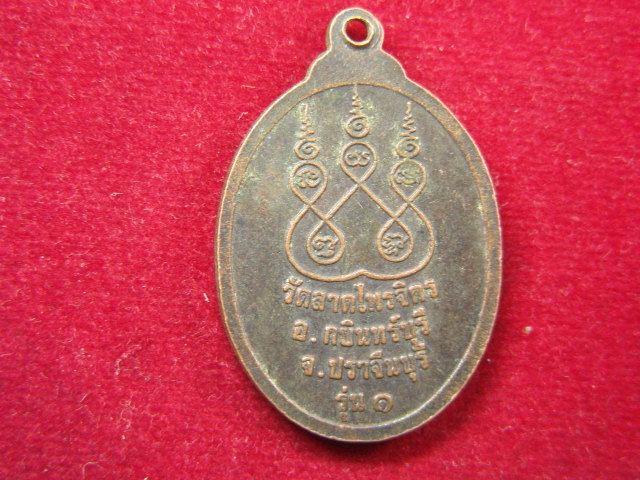 วัดลาดไพรจิตร
อ.กบินทร์บุรี
จ.ปราจีนบุรี
รุ่น ๑